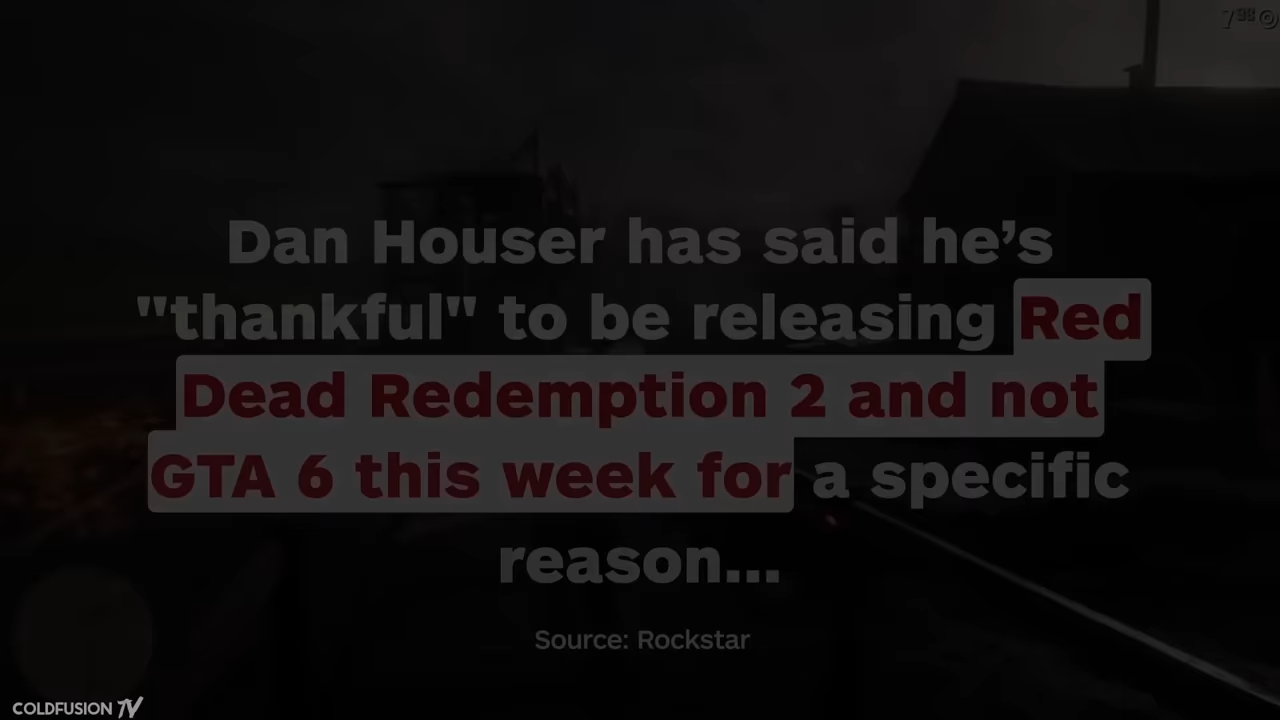 Dan Houser has said he’s
"thankful" to be releasing Red
Dead Redemption 2 and not
GTA 6 this week for a specific
reason...
Source: Rockstar
COLDFUSION TV